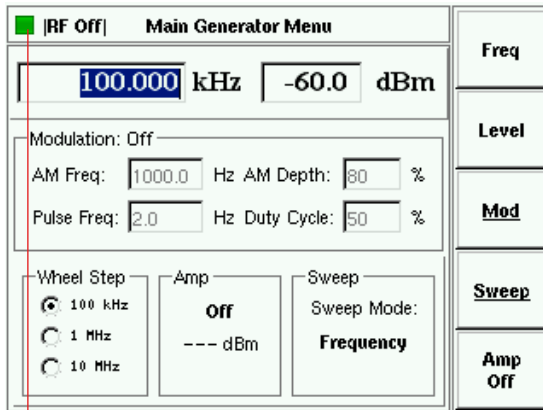 |RF Off| Main Generator Menu
100.000 kHz -60.0 dBm
Modulation: Off
AM Freq: 1000.0 Hz AM Depth: 80 %
Pulse Freq: 2.0 Hz Duty Cycle: 50 %
Wheel Step
100 kHz
1 MHz
10 MHz
Amp
Off
--- dBm
Sweep
Sweep Mode:
Frequency
Freq
Level
Mod
Sweep
Amp
Off